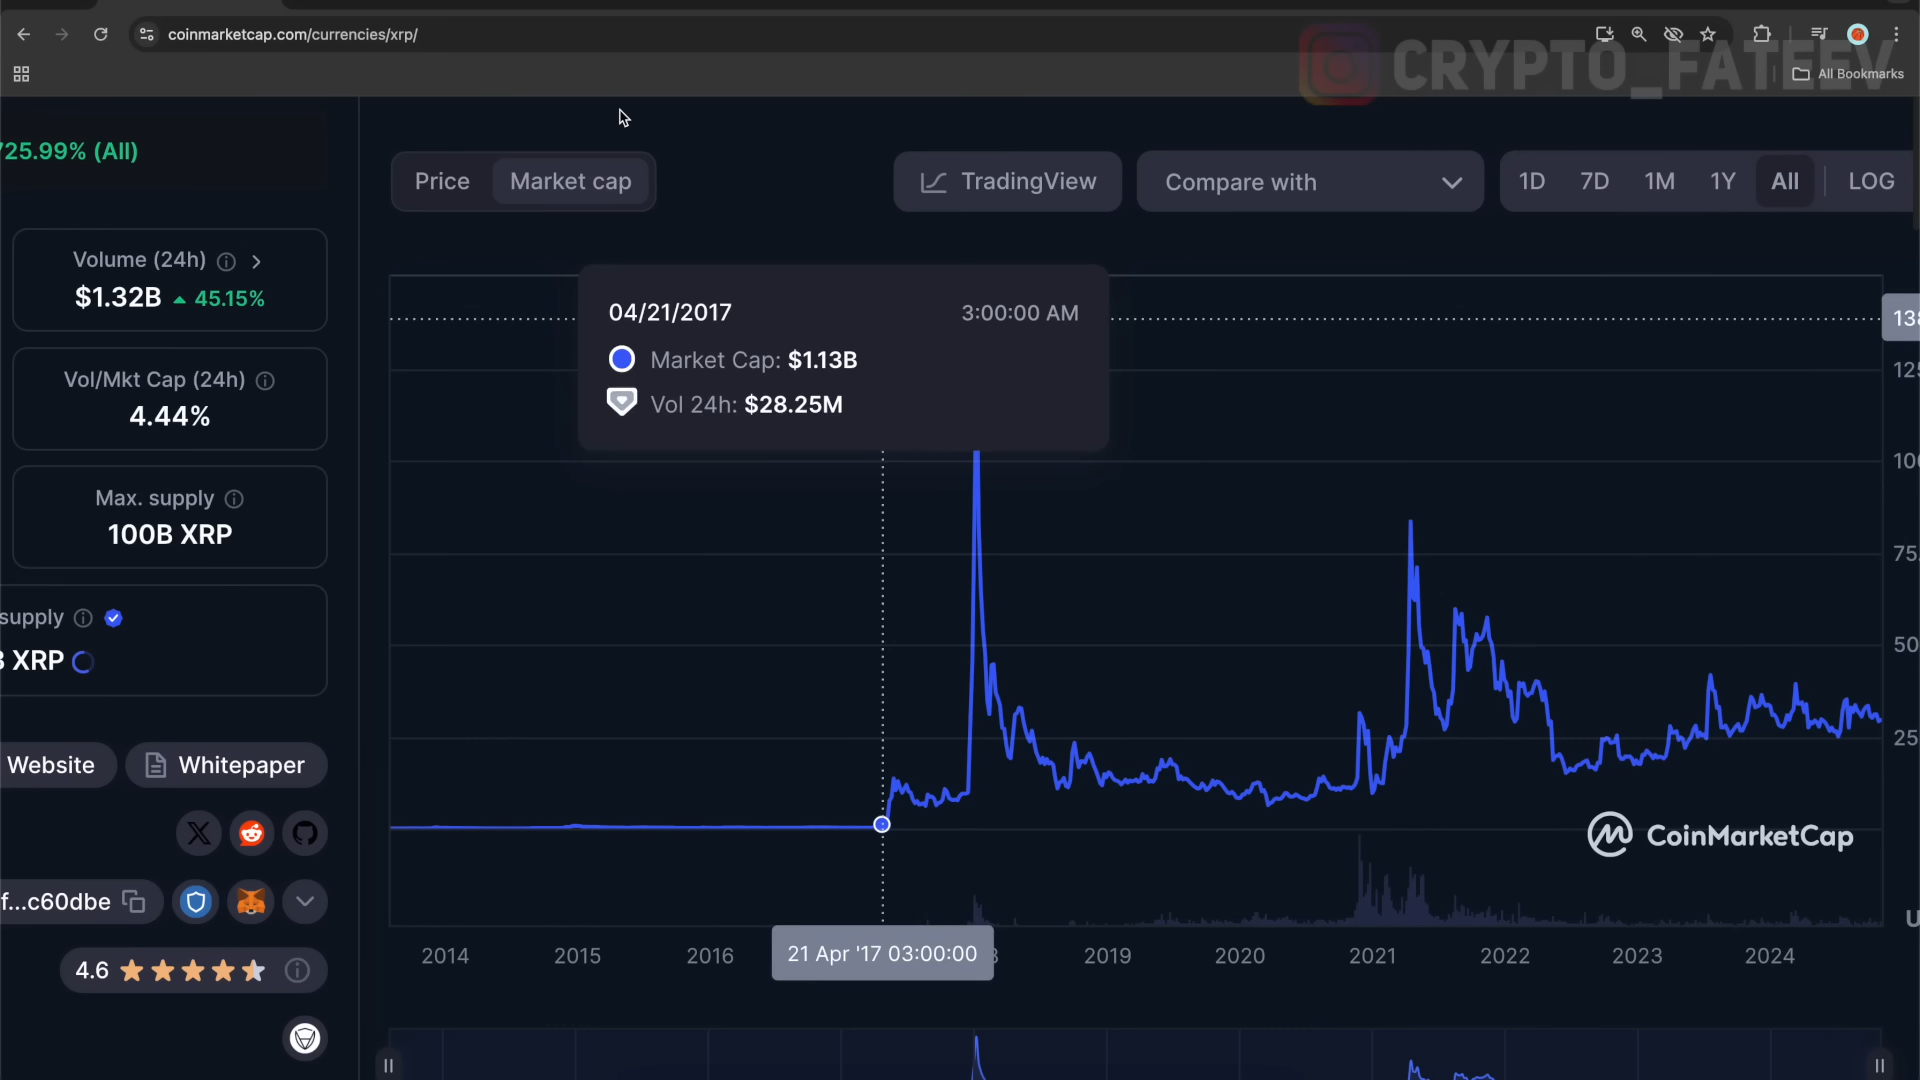 coinmarketcap.com/currencies/xrp/
CRYPTO_FATEEV
All Bookmarks
725.99% (All)
Price
Market cap
TradingView
Compare with
1D
7D
1M
1Y
All
LOG
Volume (24h)
$1.32B 45.15%
Vol/Mkt Cap (24h)
4.44%
Max. supply
100B XRP
supply
XRP
Website
Whitepaper
f...c60dbe
4.6
04/21/2017 3:00:00 AM
Market Cap: $1.13B
Vol 24h: $28.25M
138
125
100
75.
50
25
CoinMarketCap
2014
2015
2016
21 Apr '17 03:00:00
2019
2020
2021
2022
2023
2024